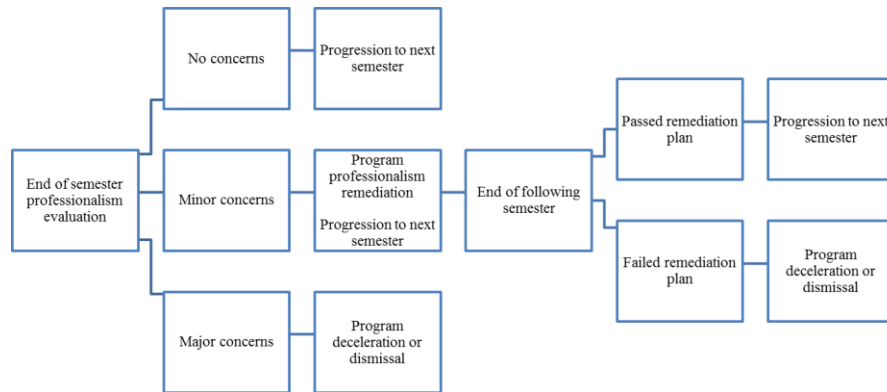 End of semester
professionalism
evaluation
No concerns
Progression to next
semester
Minor concerns
Program
professionalism
remediation
Progression to next
semester
Major concerns
Program
deceleration or
dismissal
End of following
semester
Passed remediation
plan
Progression to next
semester
Failed remediation
plan
Program
deceleration or
dismissal